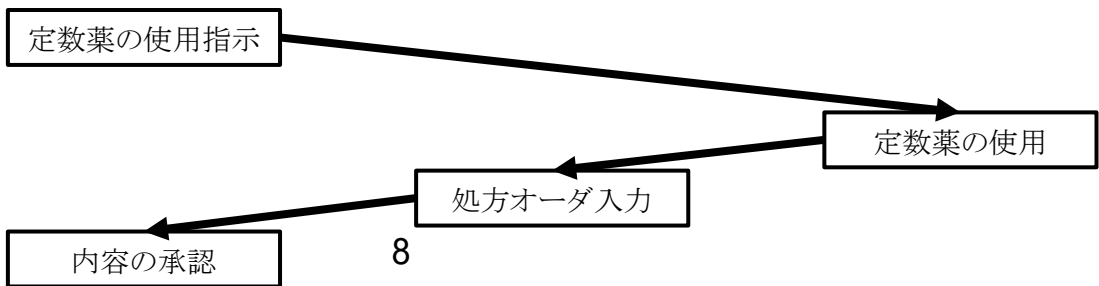 定数薬の使用指示
定数薬の使用
処方オーダ入力
内容の承認
8